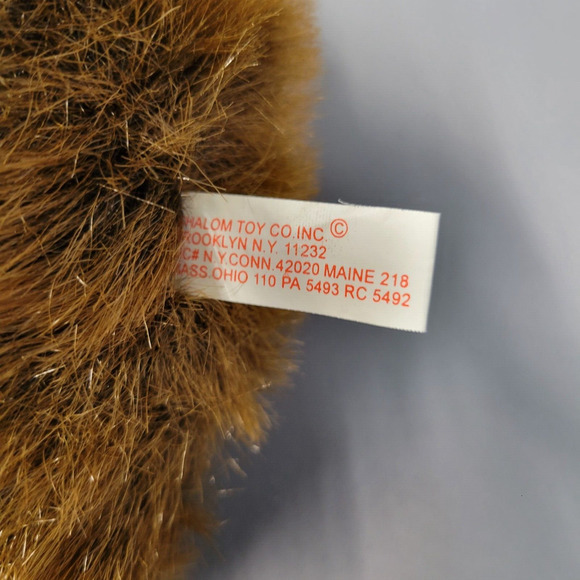 HALOM TOY CO.INC.©
ROOKLYN N.Y. 11232
C# N.Y.CONN.42020 MAINE 218
ASS.OHIO 110 PA 5493 RC 5492